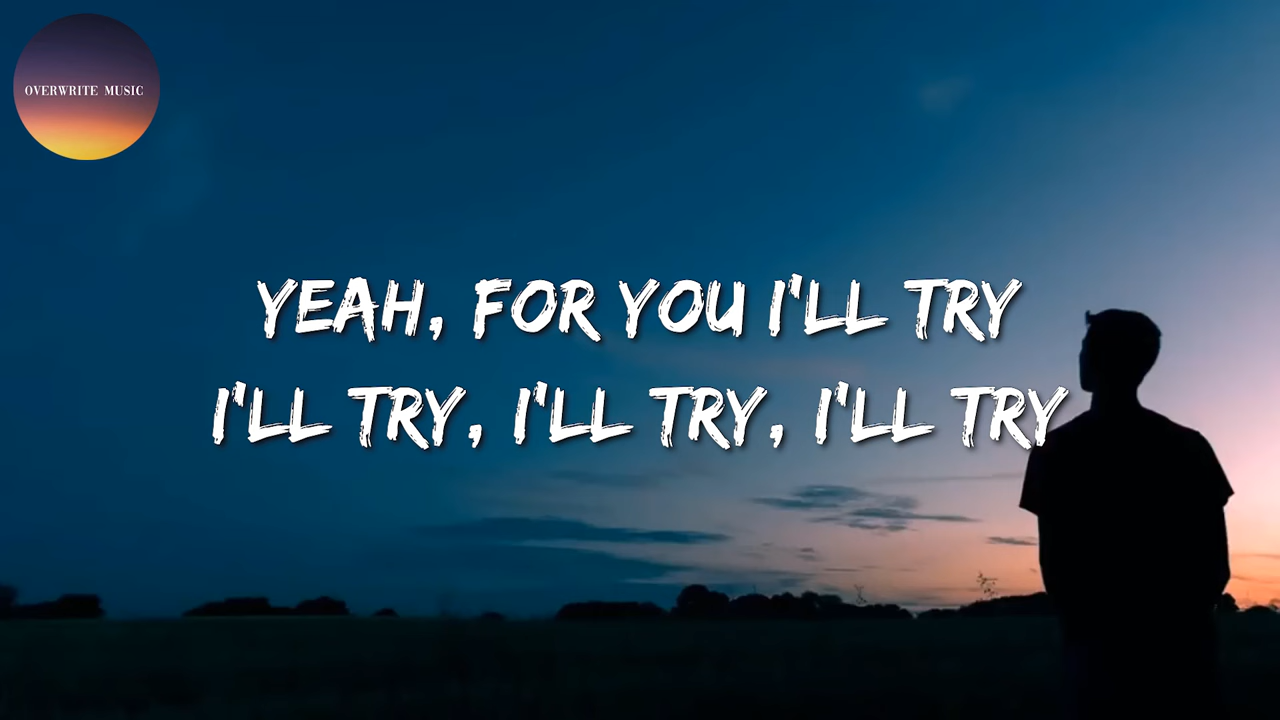 OVERWRITE MUSIC
YEAH, FOR YOU I'LL TRY
I'LL TRY, I'LL TRY, I'LL TRY